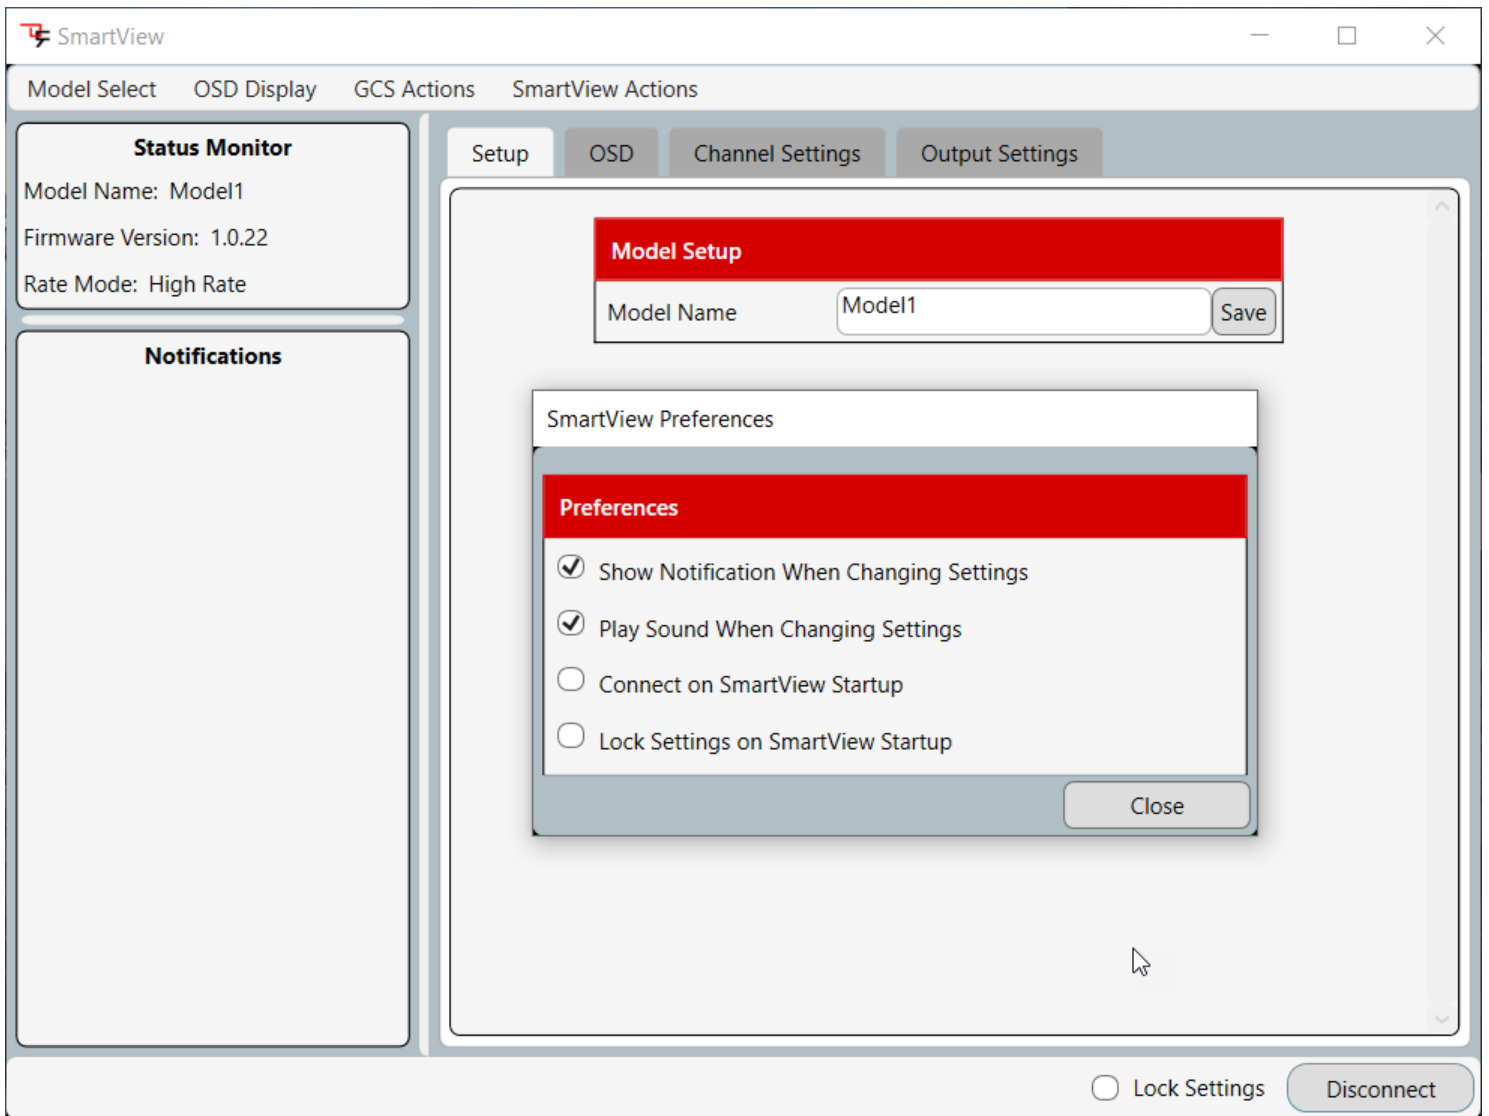 SmartView
Model Select OSD Display GCS Actions SmartView Actions
Status Monitor
Model Name: Model1
Firmware Version: 1.0.22
Rate Mode: High Rate
Notifications
Setup OSD Channel Settings Output Settings
Model Setup
Model Name Model1 Save
SmartView Preferences
Preferences
Show Notification When Changing Settings
Play Sound When Changing Settings
Connect on SmartView Startup
Lock Settings on SmartView Startup
Close
Lock Settings Disconnect